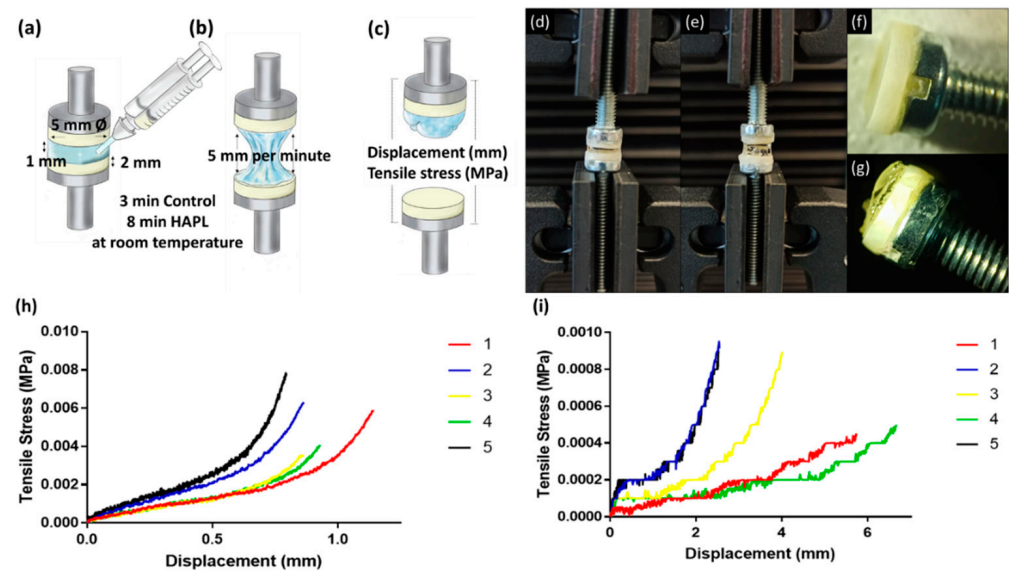 (a)
5 mm Ø
1 mm
2 mm
3 min Control
8 min HAPL
at room temperature
(b)
5 mm per minute
(c)
Displacement (mm)
Tensile stress (MPa)
(d)
(e)
(f)
(g)
(h)
Tensile Stress (MPa)
0.010
0.008
0.006
0.004
0.002
0.000
0.0
0.5
1.0
Displacement (mm)
1
2
3
4
5
(i)
Tensile Stress (MPa)
0.0010
0.0008
0.0006
0.0004
0.0002
0.0000
0
2
4
6
Displacement (mm)
1
2
3
4
5